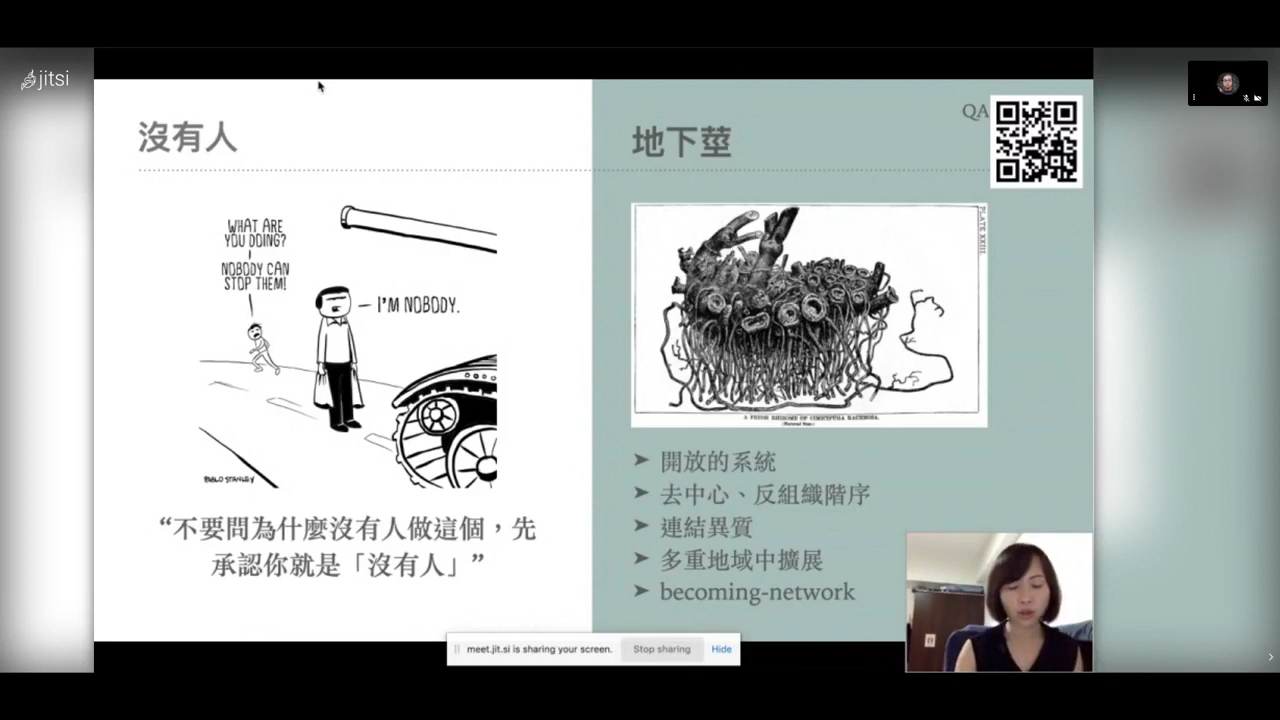 jitsi
沒有人
WHAT ARE
YOU DOING?
NOBODY CAN
STOP THEM!
I'M NOBODY.
PABLO STANLEY
“不要問為什麼沒有人做這個，先
承認你就是「沒有人」”
QA
地下莖
PLATE XXIII.
(Natural Size.)
➤ 開放的系統
➤ 去中心、反組織階序
➤ 連結異質
➤ 多重地域中擴展
➤ becoming-network
meet.jit.si is sharing your screen.
Stop sharing
Hide